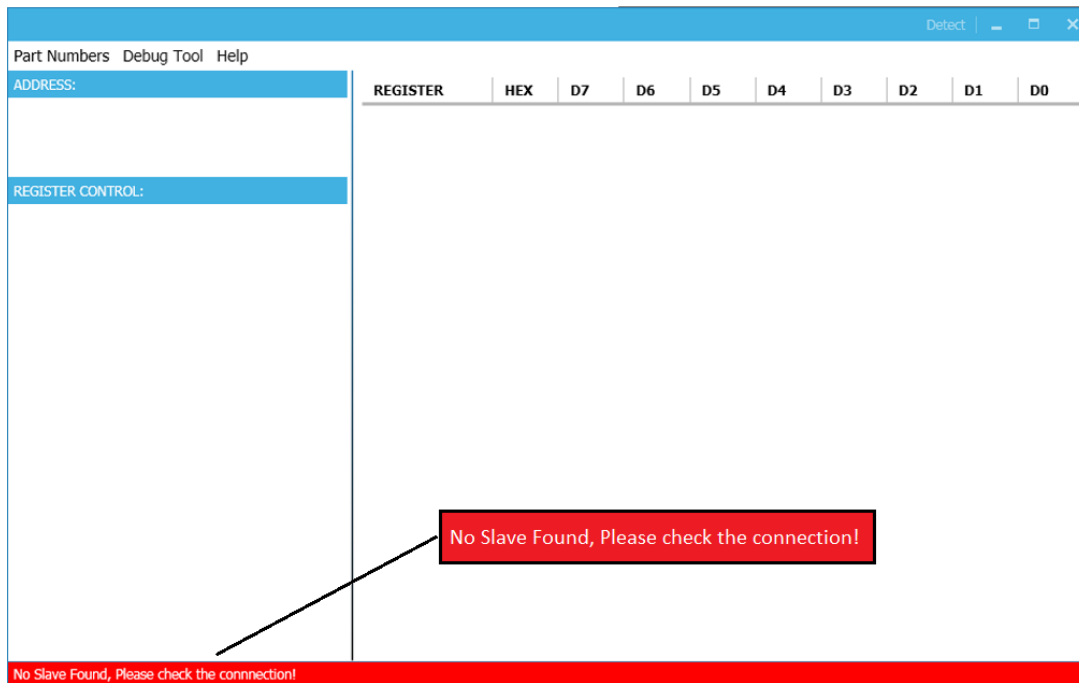 Detect
Part Numbers Debug Tool Help
ADDRESS:
REGISTER HEX D7 D6 D5 D4 D3 D2 D1 D0
REGISTER CONTROL:
No Slave Found, Please check the connection!
No Slave Found, Please check the connnection!